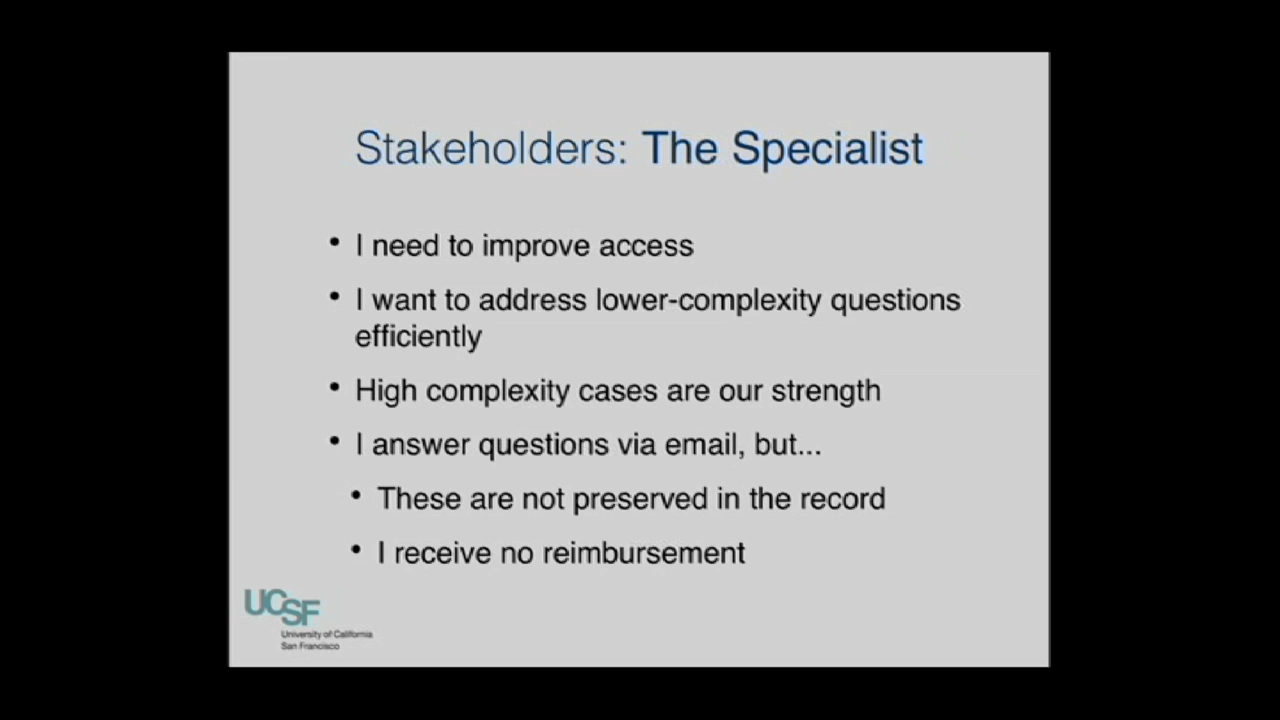 Stakeholders: The Specialist
• I need to improve access
• I want to address lower-complexity questions
efficiently
• High complexity cases are our strength
• I answer questions via email, but...
• These are not preserved in the record
• I receive no reimbursement
UCSF
University of California
San Francisco